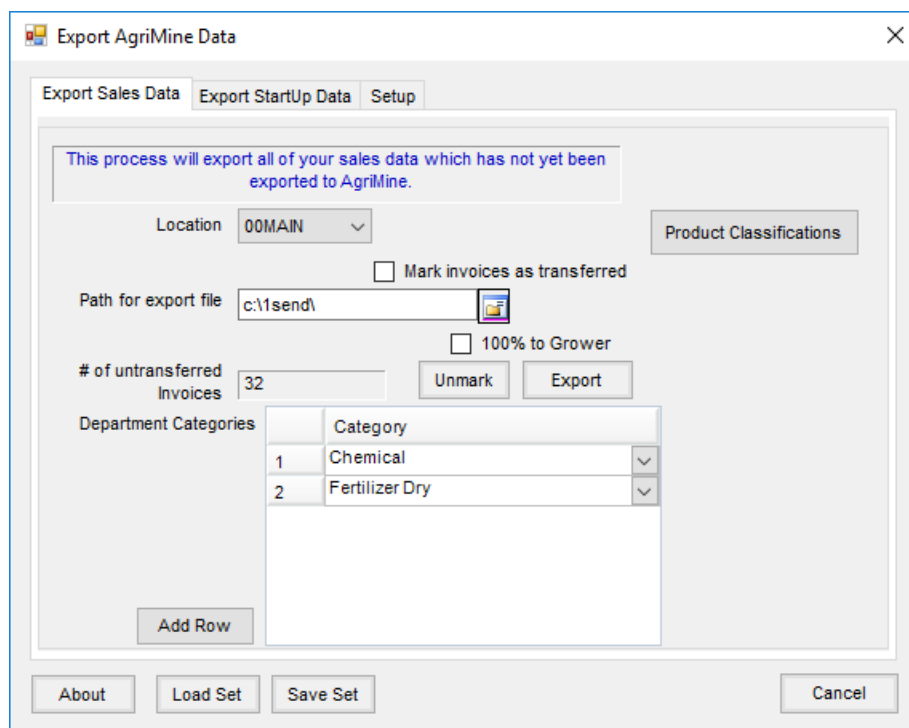 Export AgriMine Data
Export Sales Data Export StartUp Data Setup
This process will export all of your sales data which has not yet been
exported to AgriMine.
Location 00MAIN
Product Classifications
Mark invoices as transferred
Path for export file c:\1send\
100% to Grower
# of untransferred
Invoices 32
Unmark Export
Department Categories
Category
1 Chemical
2 Fertilizer Dry
Add Row
About Load Set Save Set Cancel